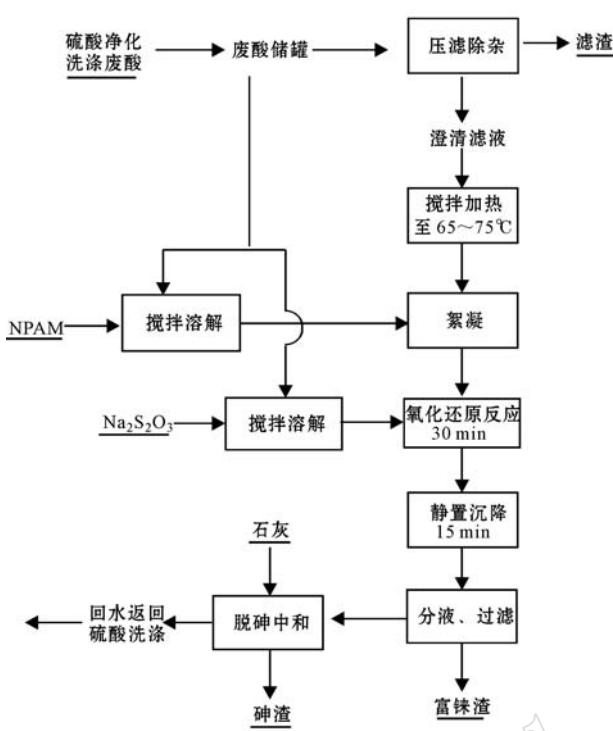 硫酸净化
洗涤废酸
废酸储罐
压滤除杂
滤渣
澄清滤液
搅拌加热
至 65～75℃
NPAM
搅拌溶解
絮凝
Na₂S₂O₃
搅拌溶解
氧化还原反应
30 min
静置沉降
15 min
石灰
回水返回
硫酸洗涤
脱砷中和
分液、过滤
砷渣
富铼渣